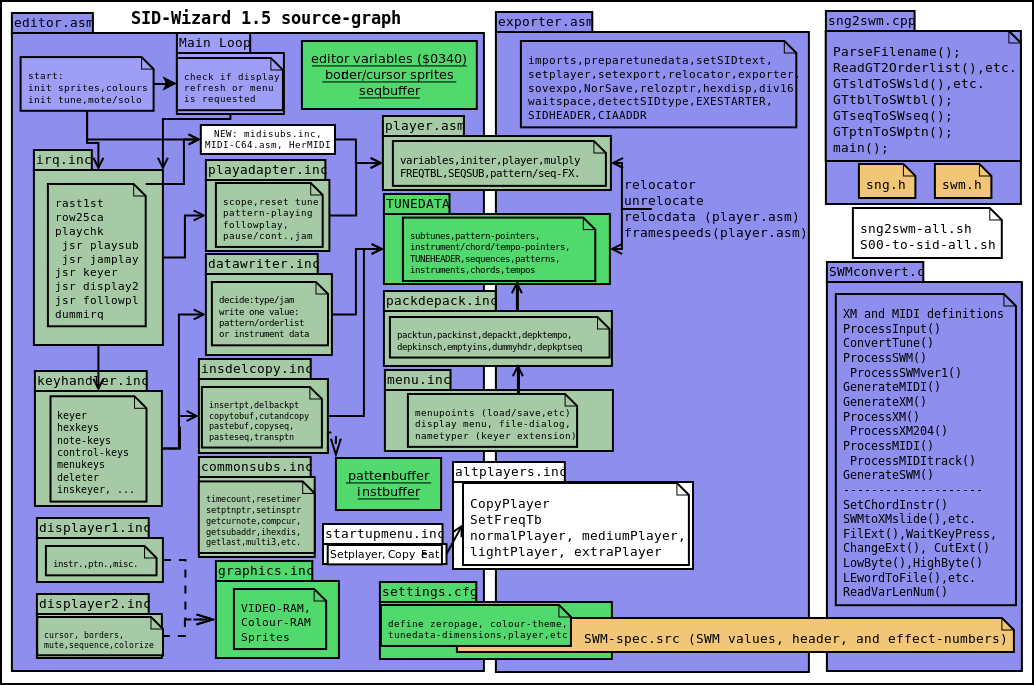 SID-Wizard 1.5 source-graph
editor.asm
Main Loop
start:
init sprites,colours
init tune,mote/solo
check if display
refresh or menu
is requested
editor variables ($0340)
border/cursor sprites
seqbuffer
NEW: midisubs.inc,
MIDI-C64.asm, HerMIDI
irq.inc
rast1st
row25ca
playchk
jsr playsub
jsr jamplay
jsr keyer
jsr display2
jsr followpl
dummirq
playadapter.inc
scope,reset tune
pattern-playing
followplay,
pause/cont.,jam
datawriter.inc
decide:type/jam
write one value:
pattern/orderlist
or instrument data
keyhandler.inc
keyer
hexkeys
note-keys
control-keys
menukeys
deleter
inskeyer, ...
insdelcopy.inc
insertpt,delbackpt
copytobuf,cutandcopy
pastebuf,copyseq,
pasteseq,transptn
commonsubs.inc
timecount,resetimer
setptnptr,setinsptr
getcurnote,compcur,
getsubaddr,ihexdis,
getlast,multi3,etc.
displayer1.inc
instr.,ptn.,misc.
displayer2.inc
cursor, borders,
mute,sequence,colorize
graphics.inc
VIDEO-RAM,
Colour-RAM
Sprites
player.asm
variables,initer,player,mulply
FREQTBL,SEQSUB,pattern/seq-FX.
TUNEDATA
subtunes,pattern-pointers,
instrument/chord/tempo-pointers,
TUNEHEADER,sequences,patterns,
instruments,chords,tempos
packdepack.inc
packtun,packinst,depackt,depktempo,
depkinsch,emptyins,dummyhdr,depkptseq
menu.inc
menupoints (load/save,etc)
display menu, file-dialog,
nametyper (keyer extension)
patternbuffer
instbuffer
startupmenu.inc
Setplayer, Copy Feat
altplayers.inc
CopyPlayer
SetFreqTb
normalPlayer, mediumPlayer,
lightPlayer, extraPlayer
settings.cfg
define zeropage, colour-theme,
tunedata-dimensions,player,etc
SWM-spec.src (SWM values, header, and effect-numbers)
exporter.asm
imports,preparetunedata,setSIDtext,
setplayer,setexport,relocator,exporter,
sovexpo,NorSave,relozptr,hexdisp,div16
waitspace,detectSIDtype,EXESTARTER,
SIDHEADER,CIAADDR
relocator
unrelocate
relocdata (player.asm)
framespeeds(player.asm)
sng2swm.cpp
ParseFilename();
ReadGT2Orderlist(),etc.
GTsldToSWsld(),etc.
GTtblToSWtbl();
GTseqToSWseq();
GTptnToSWptn();
main();
sng.h
swm.h
sng2swm-all.sh
S00-to-sid-all.sh
SWMconvert.c
XM and MIDI definitions
ProcessInput()
ConvertTune()
ProcessSWM()
ProcessSWMver1()
GenerateMIDI()
GenerateXM()
ProcessXM()
ProcessXM204()
ProcessMIDI()
ProcessMIDItrack()
GenerateSWM()
--------------------
SetChordInstr()
SWMtoXMslide(),etc.
FilExt(),WaitKeyPress,
ChangeExt(), CutExt()
LowByte(),HighByte()
LEwordToFile(),etc.
ReadVarLenNum()